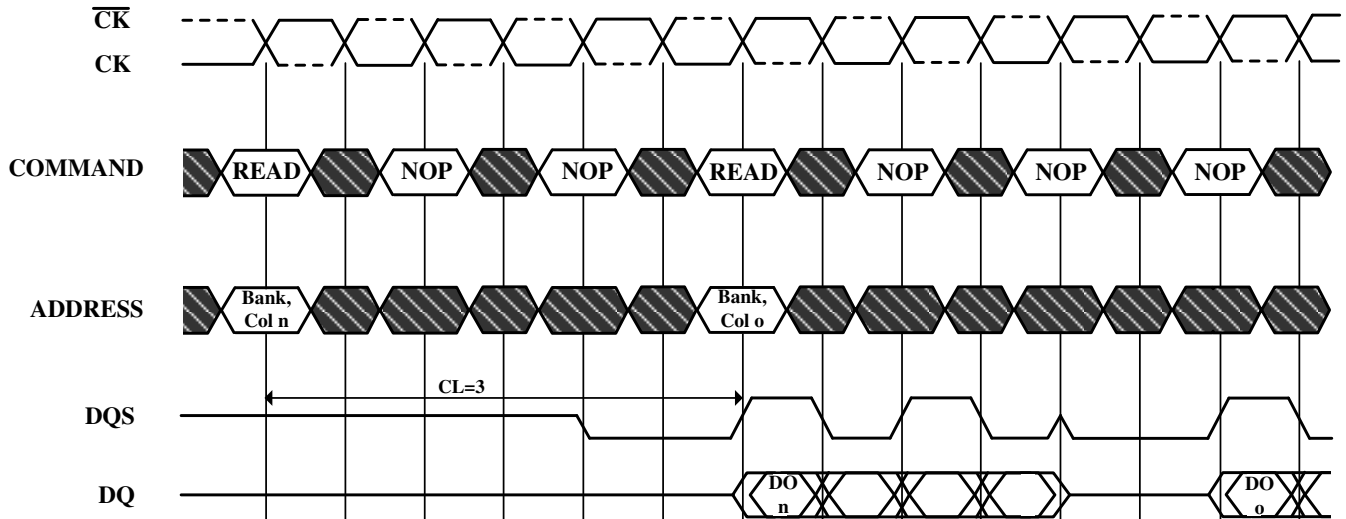 CK
CK
COMMAND
READ
NOP
NOP
READ
NOP
NOP
NOP
ADDRESS
Bank,
Col n
Bank,
Col o
CL=3
DQS
DQ
DO
n
DO
o